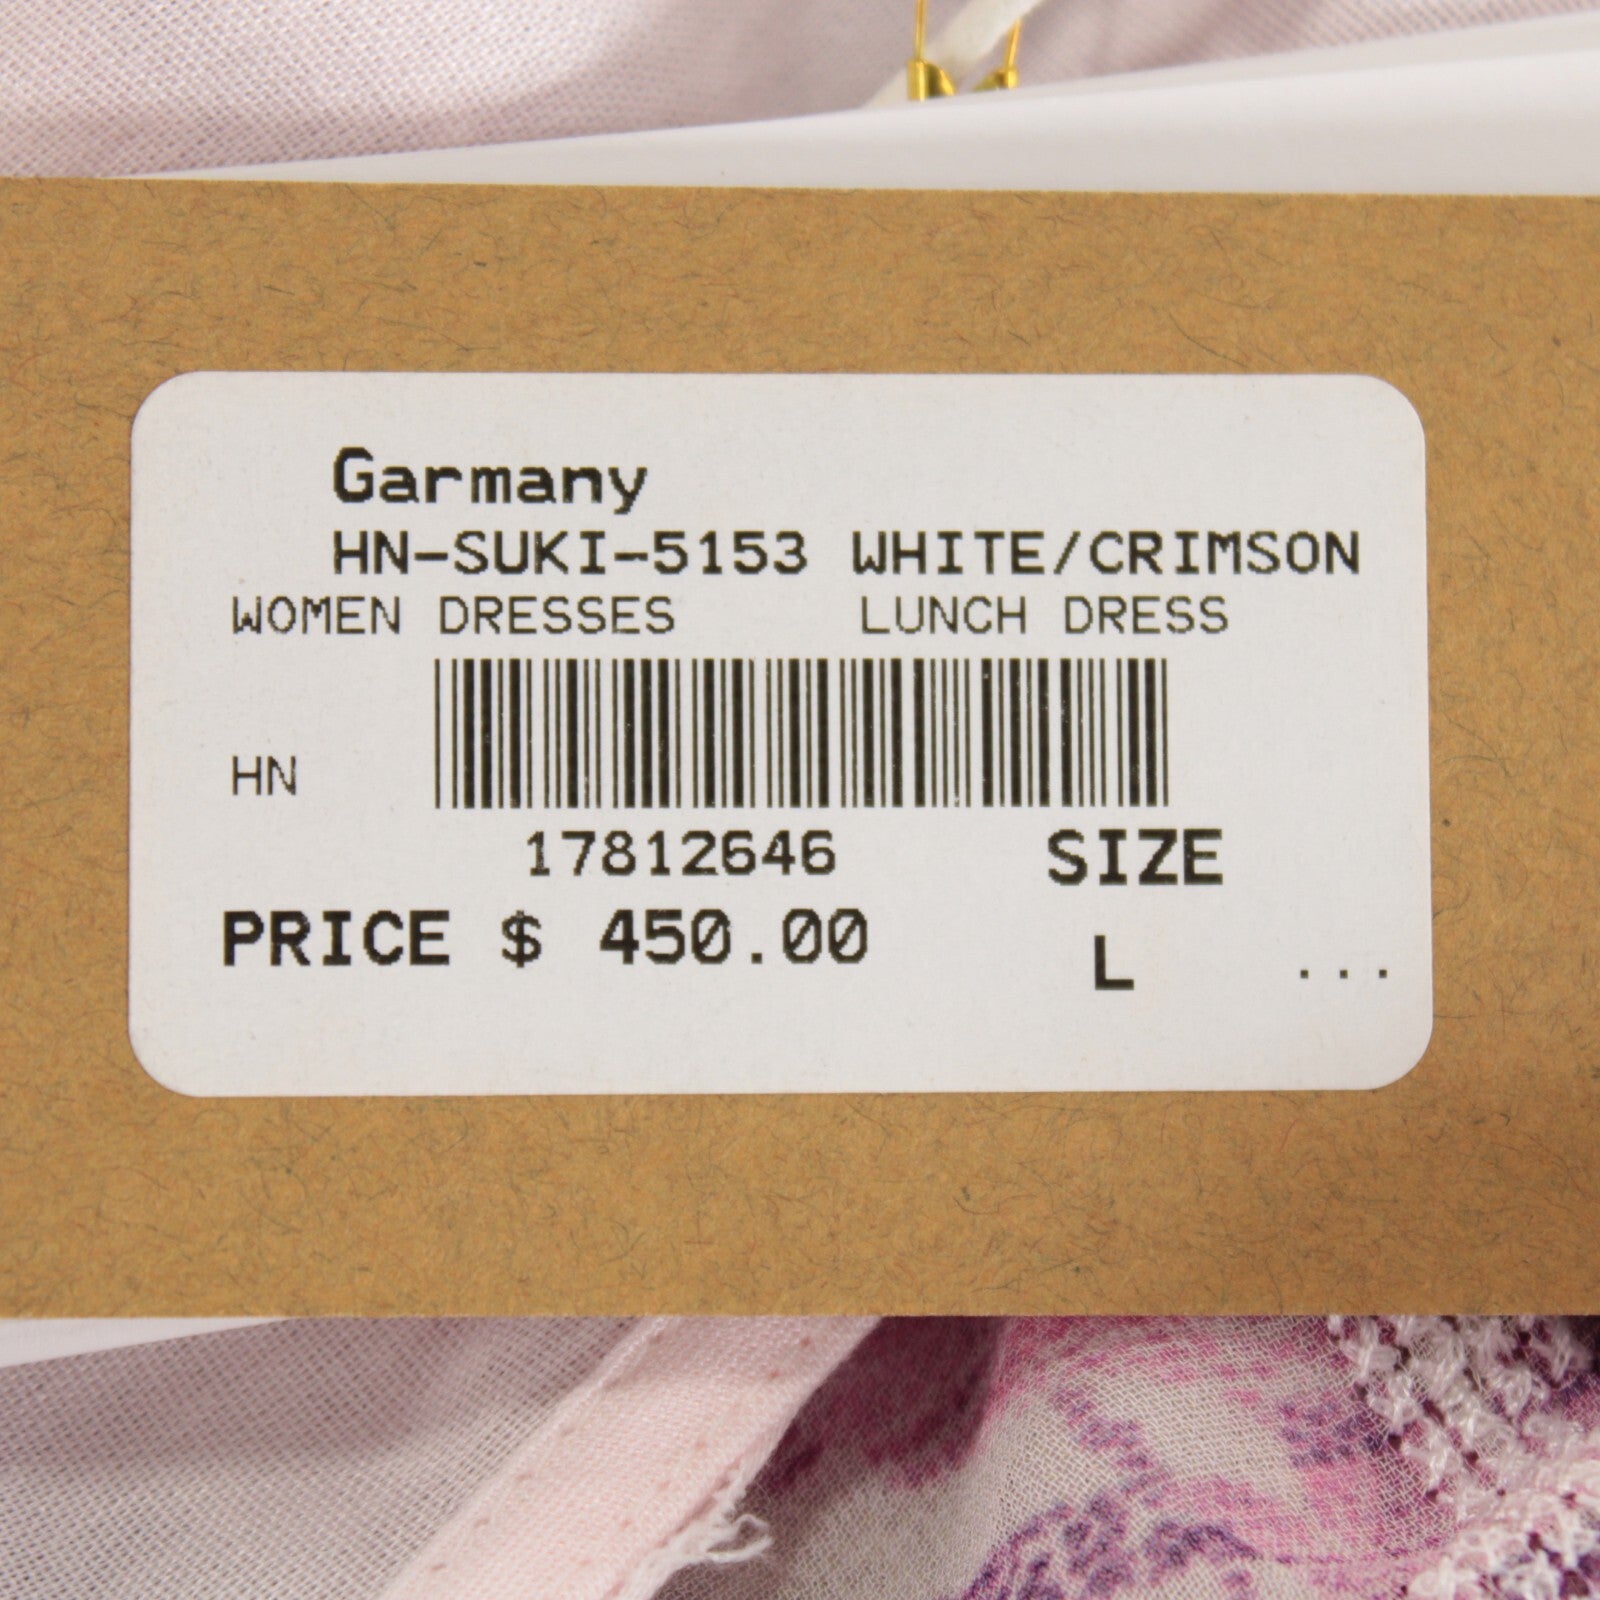 Garmany
HN-SUKI-5153 WHITE/CRIMSON
WOMEN DRESSES LUNCH DRESS
HN
17812646 SIZE
PRICE $ 450.00 L ...